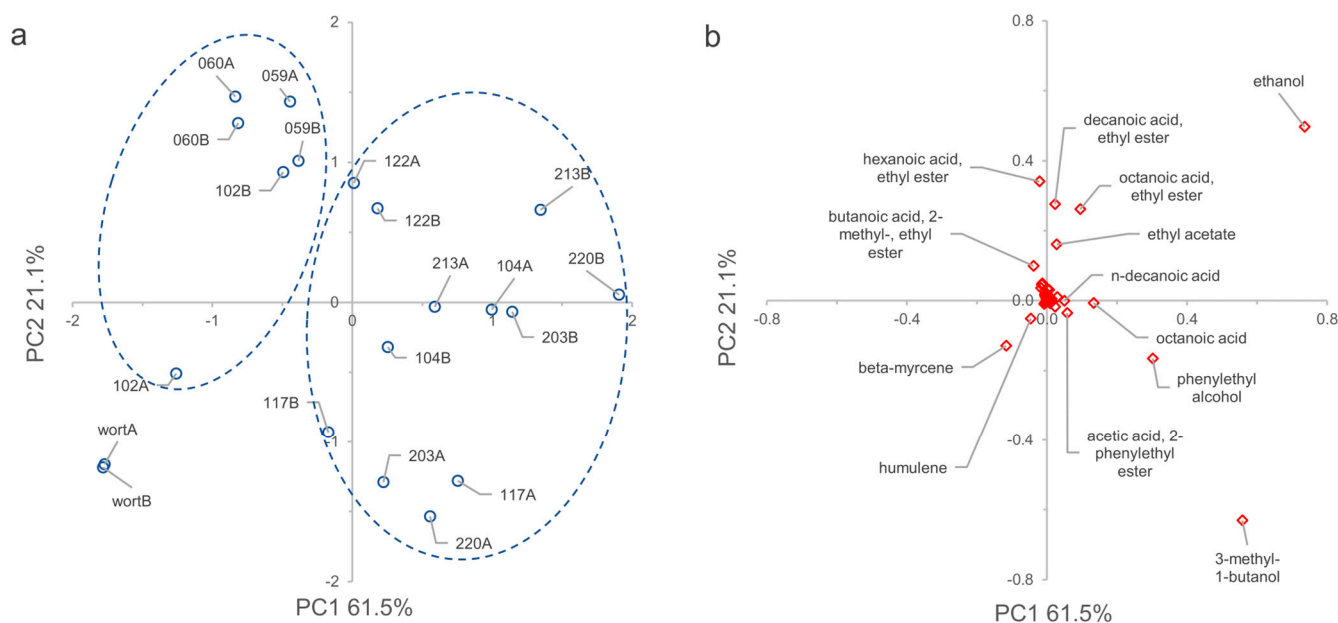 a
2
060A
059A
060B
059B
102B
1
122A
122B
213B
213A
104A
220B
-2
-1
0
1
2
104B
203B
102A
117B
-1
wortA
wortB
203A
117A
220A
-2
PC2 21.1%
PC1 61.5%
b
0.8
ethanol
decanoic acid,
ethyl ester
hexanoic acid,
ethyl ester
0.4
octanoic acid,
ethyl ester
butanoic acid, 2-
methyl-, ethyl
ester
ethyl acetate
n-decanoic acid
0.0
-0.8
-0.4
0.0
0.4
0.8
octanoic acid
beta-myrcene
phenylethyl
alcohol
-0.4
acetic acid, 2-
phenylethyl
ester
humulene
3-methyl-
1-butanol
-0.8
PC2 21.1%
PC1 61.5%